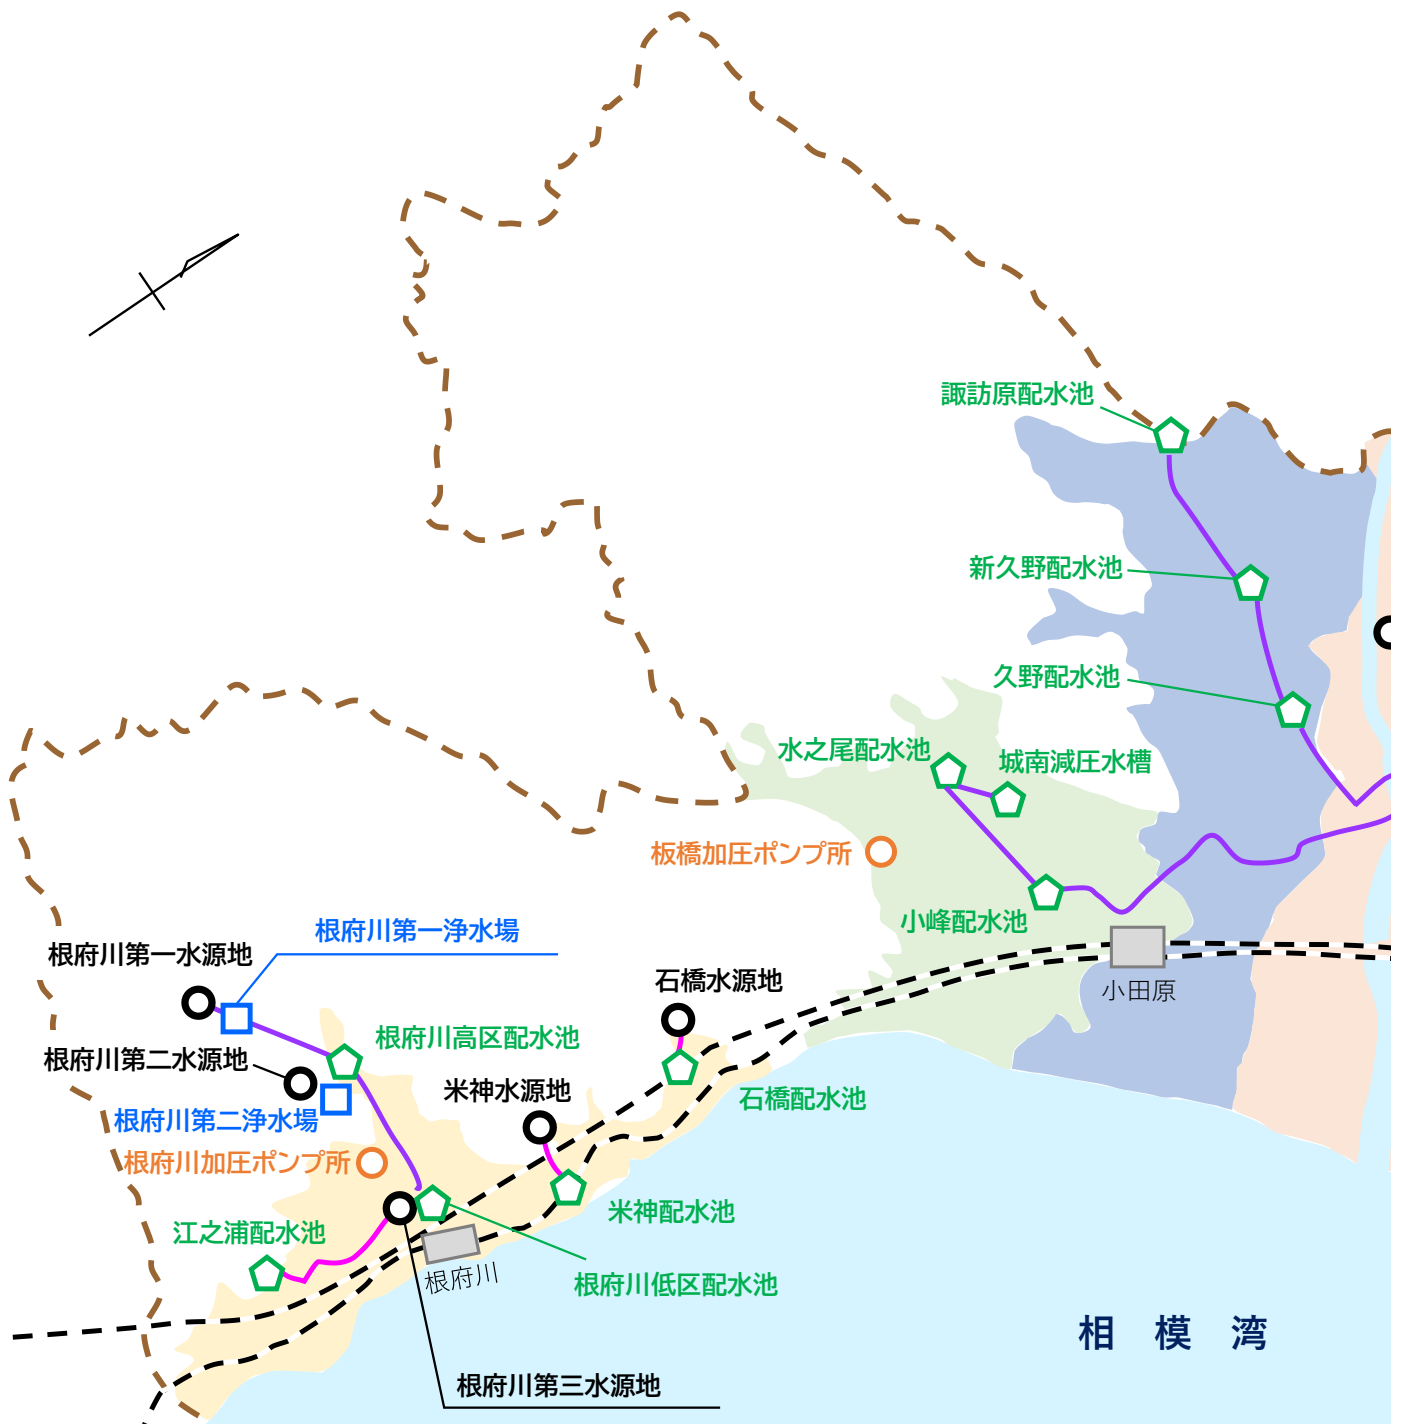 諏訪原配水池
新久野配水池
久野配水池
水之尾配水池
城南減圧水槽
板橋加圧ポンプ所
小峰配水池
根府川第一浄水場
根府川第一水源地
石橋水源地
小田原
根府川高区配水池
根府川第二水源地
米神水源地
石橋配水池
根府川第二浄水場
根府川加圧ポンプ所
米神配水池
江之浦配水池
根府川
根府川低区配水池
相模湾
根府川第三水源地